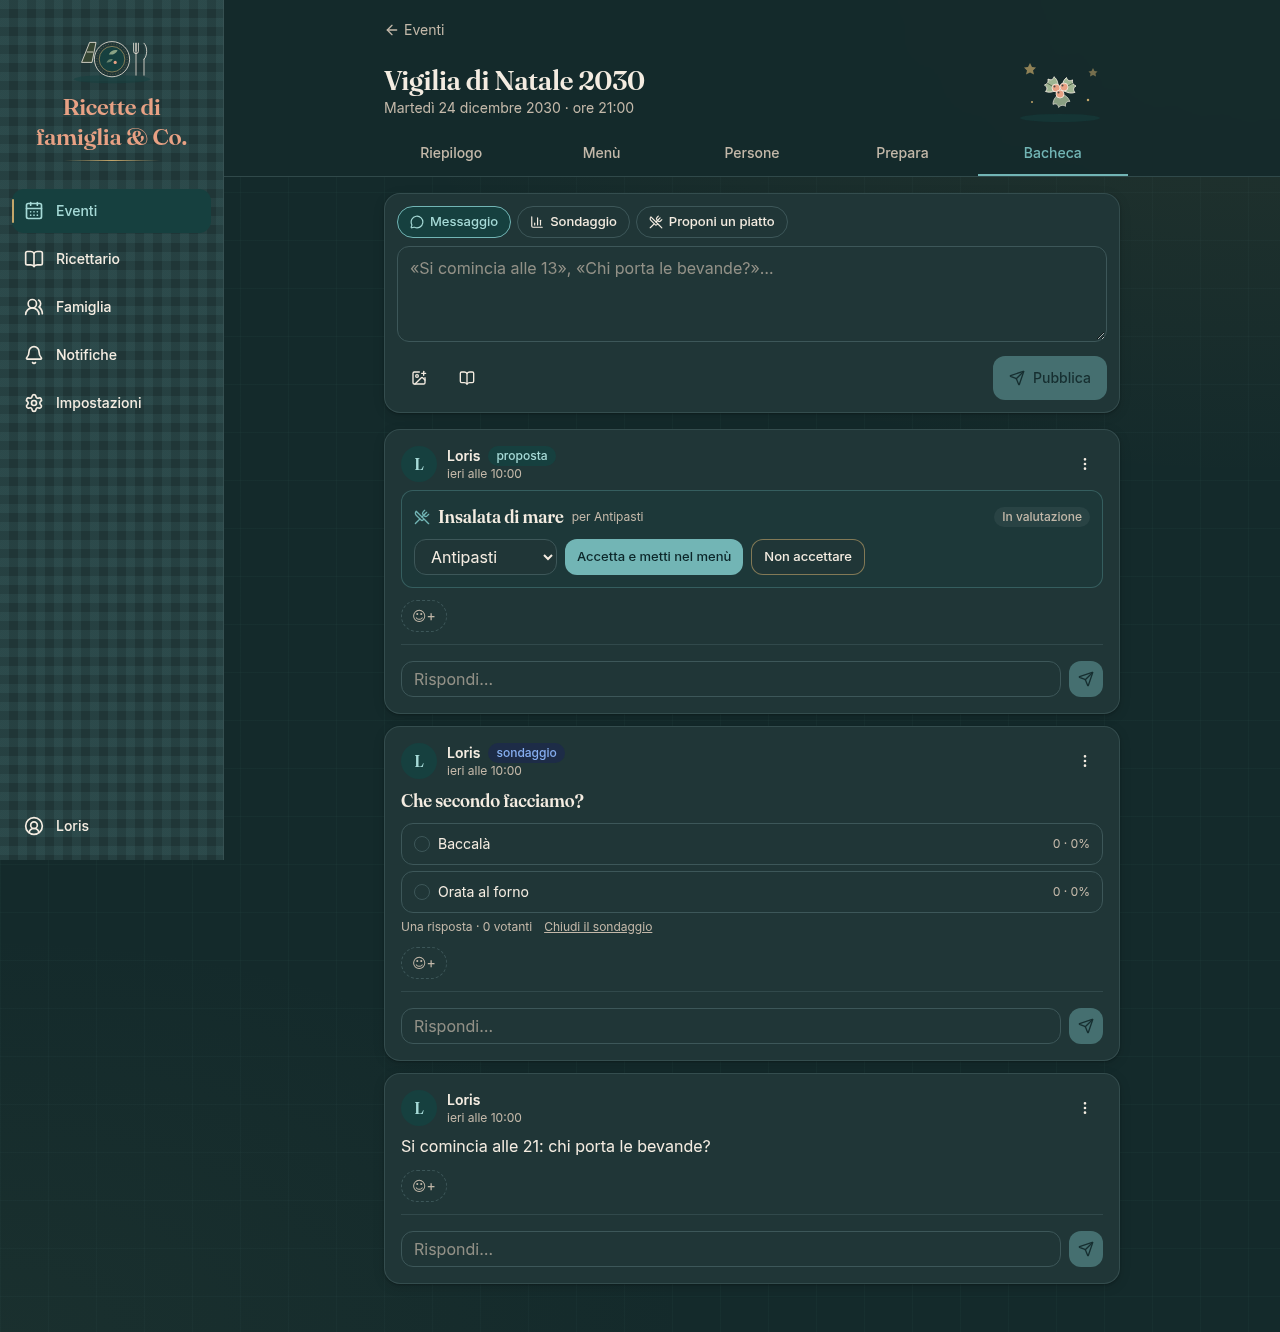 Ricette di
famiglia & Co.
Eventi
Ricettario
Famiglia
Notifiche
Impostazioni
Loris
Eventi
Vigilia di Natale 2030
Martedì 24 dicembre 2030 · ore 21:00
Riepilogo
Menù
Persone
Prepara
Bacheca
Messaggio
Sondaggio
Proponi un piatto
«Si comincia alle 13», «Chi porta le bevande?»…
Pubblica
L
Loris proposta
ieri alle 10:00
Insalata di mare per Antipasti
In valutazione
Antipasti
Accetta e metti nel menù
Non accettare
+
Rispondi…
L
Loris sondaggio
ieri alle 10:00
Che secondo facciamo?
Baccalà 0 · 0%
Orata al forno 0 · 0%
Una risposta · 0 votanti Chiudi il sondaggio
+
Rispondi…
L
Loris
ieri alle 10:00
Si comincia alle 21: chi porta le bevande?
+
Rispondi…